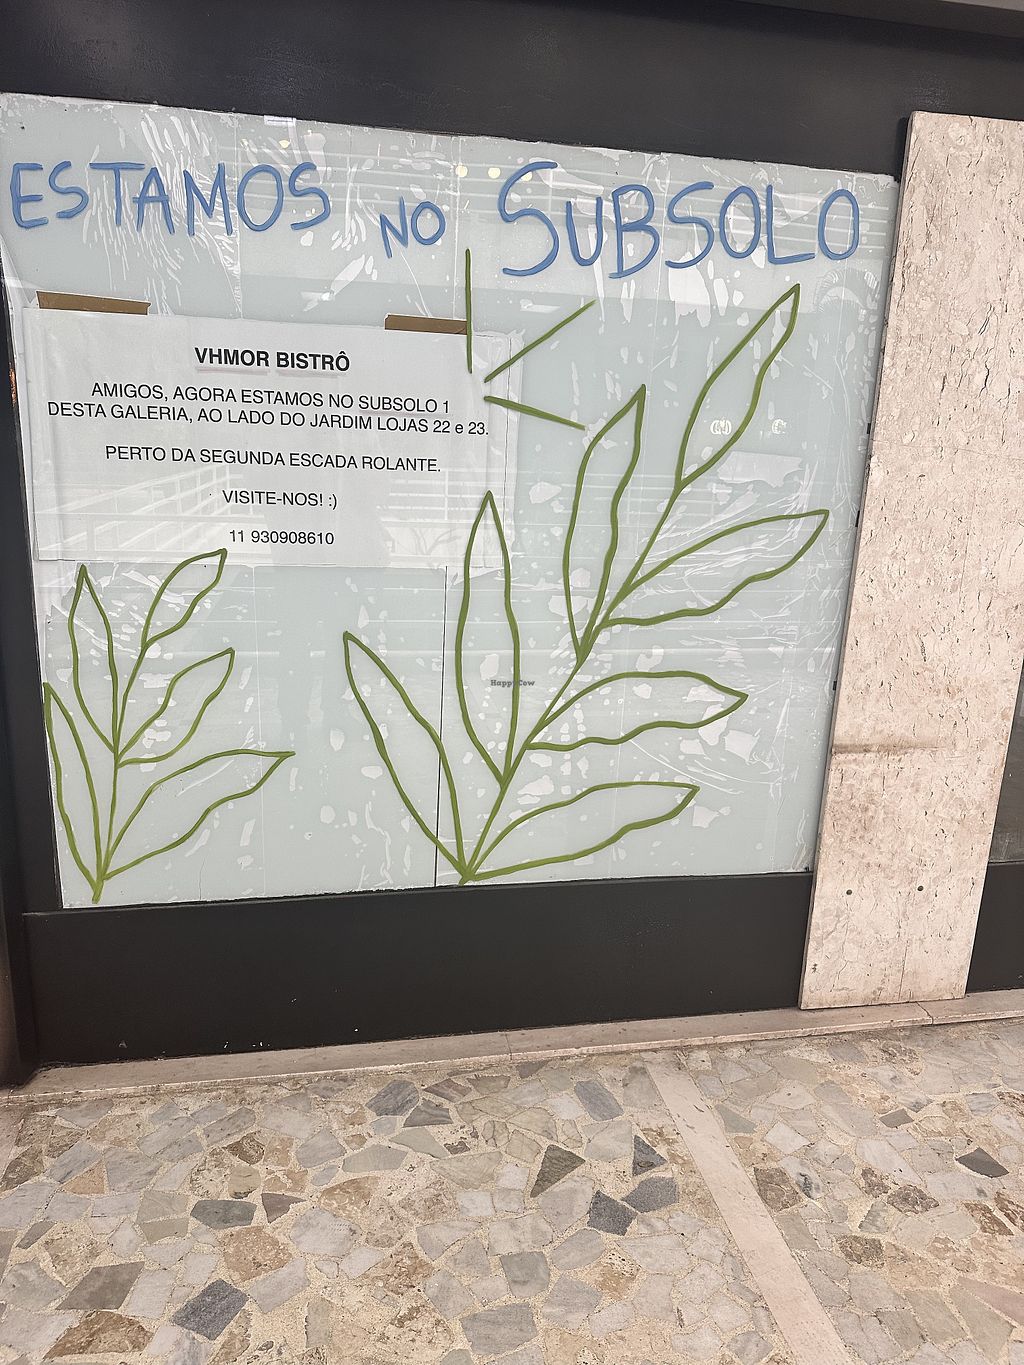 ESTAMOS NO SUBSOLO
VHMOR BISTRÔ
AMIGOS, AGORA ESTAMOS NO SUBSOLO 1
DESTA GALERIA, AO LADO DO JARDIM LOJAS 22 e 23.
PERTO DA SEGUNDA ESCADA ROLANTE.
VISITE-NOS! :)
11 930908610
HappyCow